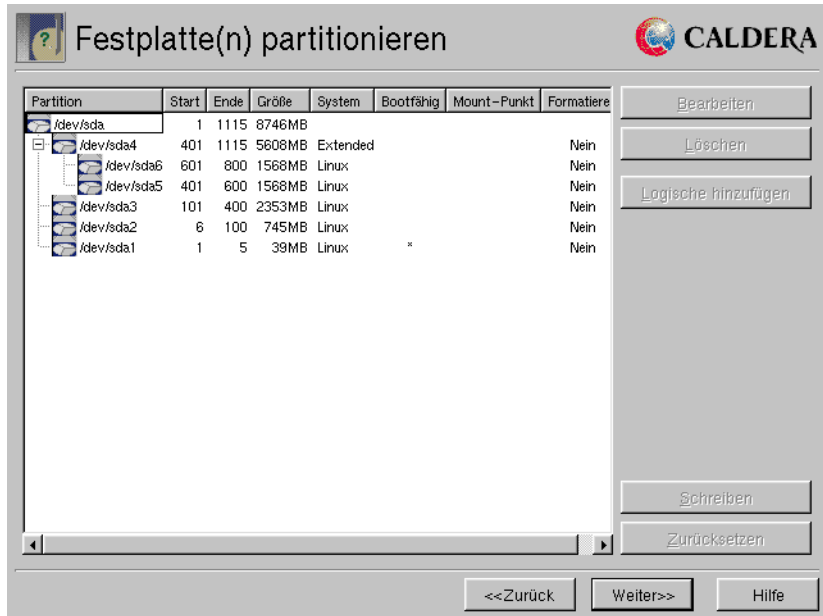 Festplatte(n) partitionieren
CALDERA
Partition Start Ende Größe System Bootfähig Mount-Punkt Formatiere
/dev/sda 1 1115 8746MB
/dev/sda4 401 1115 5608MB Extended Nein
/dev/sda6 601 800 1568MB Linux Nein
/dev/sda5 401 600 1568MB Linux Nein
/dev/sda3 101 400 2353MB Linux Nein
/dev/sda2 6 100 745MB Linux Nein
/dev/sda1 1 5 39MB Linux * Nein
Bearbeiten
Löschen
Logische hinzufügen
Schreiben
Zurücksetzen
<<Zurück Weiter>> Hilfe